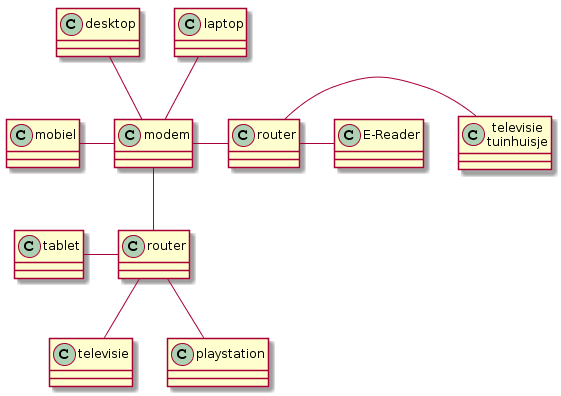 C desktop
C laptop
C mobiel
C modem
C router
C E-Reader
C televisie
tuinhuisje
C tablet
C router
C televisie
C playstation